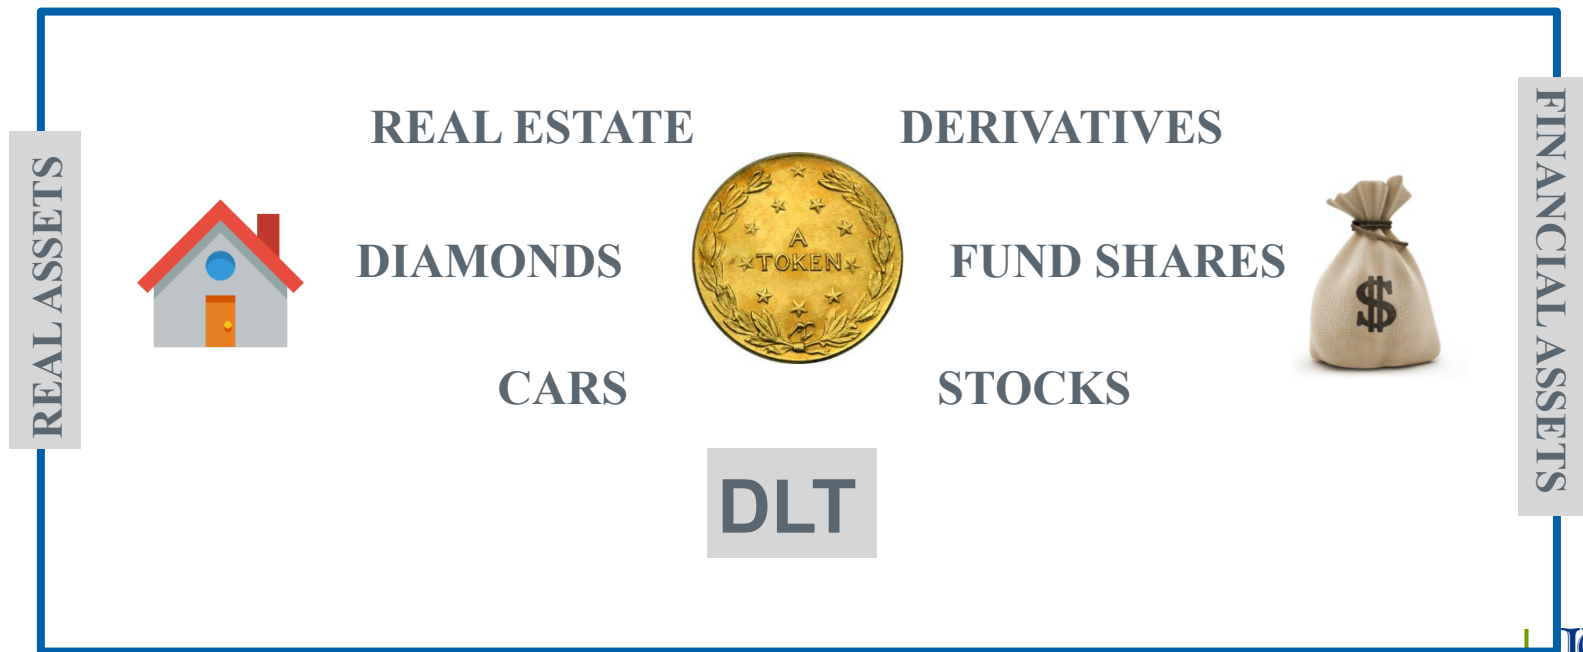 REAL ASSETS
REAL ESTATE
DIAMONDS
CARS
A
TOKEN
DERIVATIVES
FUND SHARES
STOCKS
$
FINANCIAL ASSETS
DLT